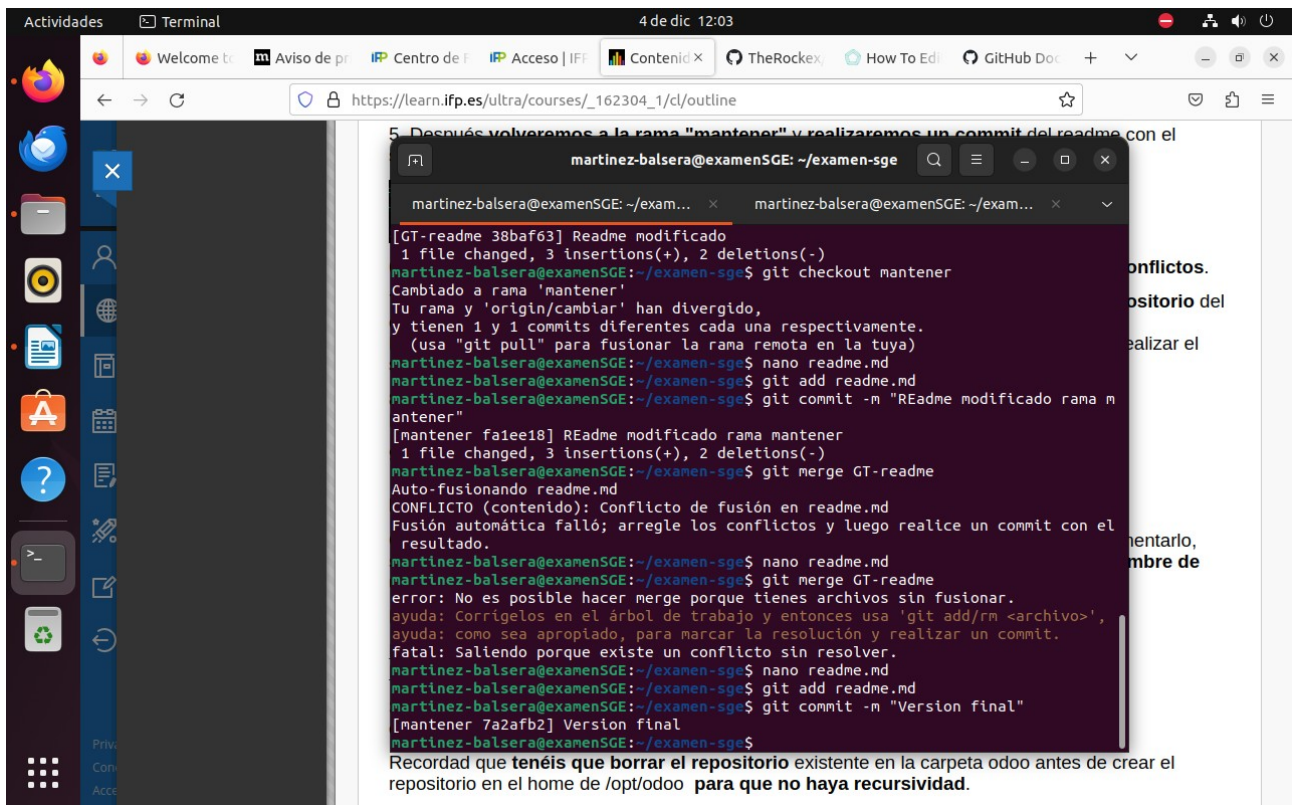 Actividades
Terminal
4 de dic 12:03
Welcome to
Aviso de pr
Centro de F
Acceso | IFP
Contenid
TheRockex
How To Edi
GitHub Doc
https://learn.ifp.es/ultra/courses/_162304_1/cl/outline
5. Después volveremos a la rama "mantener" y realizaremos un commit del readme con el
martinez-balsera@examenSGE: ~/examen-sge
martinez-balsera@examenSGE: ~/exam...
martinez-balsera@examenSGE: ~/exam...
[GT-readme 38baf63] Readme modificado
1 file changed, 3 insertions(+), 2 deletions(-)
martinez-balsera@examenSGE:~/examen-sge$ git checkout mantener
Cambiado a rama 'mantener'
Tu rama y 'origin/cambiar' han divergido,
y tienen 1 y 1 commits diferentes cada una respectivamente.
(usa "git pull" para fusionar la rama remota en la tuya)
martinez-balsera@examenSGE:~/examen-sge$ nano readme.md
martinez-balsera@examenSGE:~/examen-sge$ git add readme.md
martinez-balsera@examenSGE:~/examen-sge$ git commit -m "REadme modificado rama m
antener"
[mantener fa1ee18] REadme modificado rama mantener
1 file changed, 3 insertions(+), 2 deletions(-)
martinez-balsera@examenSGE:~/examen-sge$ git merge GT-readme
Auto-fusionando readme.md
CONFLICTO (contenido): Conflicto de fusión en readme.md
Fusión automática falló; arregle los conflictos y luego realice un commit con el
resultado.
martinez-balsera@examenSGE:~/examen-sge$ nano readme.md
martinez-balsera@examenSGE:~/examen-sge$ git merge GT-readme
error: No es posible hacer merge porque tienes archivos sin fusionar.
ayuda: Corrígelos en el árbol de trabajo y entonces usa 'git add/rm <archivo>',
ayuda: como sea apropiado, para marcar la resolución y realizar un commit.
fatal: Saliendo porque existe un conflicto sin resolver.
martinez-balsera@examenSGE:~/examen-sge$ nano readme.md
martinez-balsera@examenSGE:~/examen-sge$ git add readme.md
martinez-balsera@examenSGE:~/examen-sge$ git commit -m "Version final"
[mantener 7a2afb2] Version final
martinez-balsera@examenSGE:~/examen-sge$
onflictos.
ositorio del
ealizar el
nentarlo,
mbre de
Priva
Cond
Acce
Recordad que tenéis que borrar el repositorio existente en la carpeta odoo antes de crear el
repositorio en el home de /opt/odoo para que no haya recursividad.